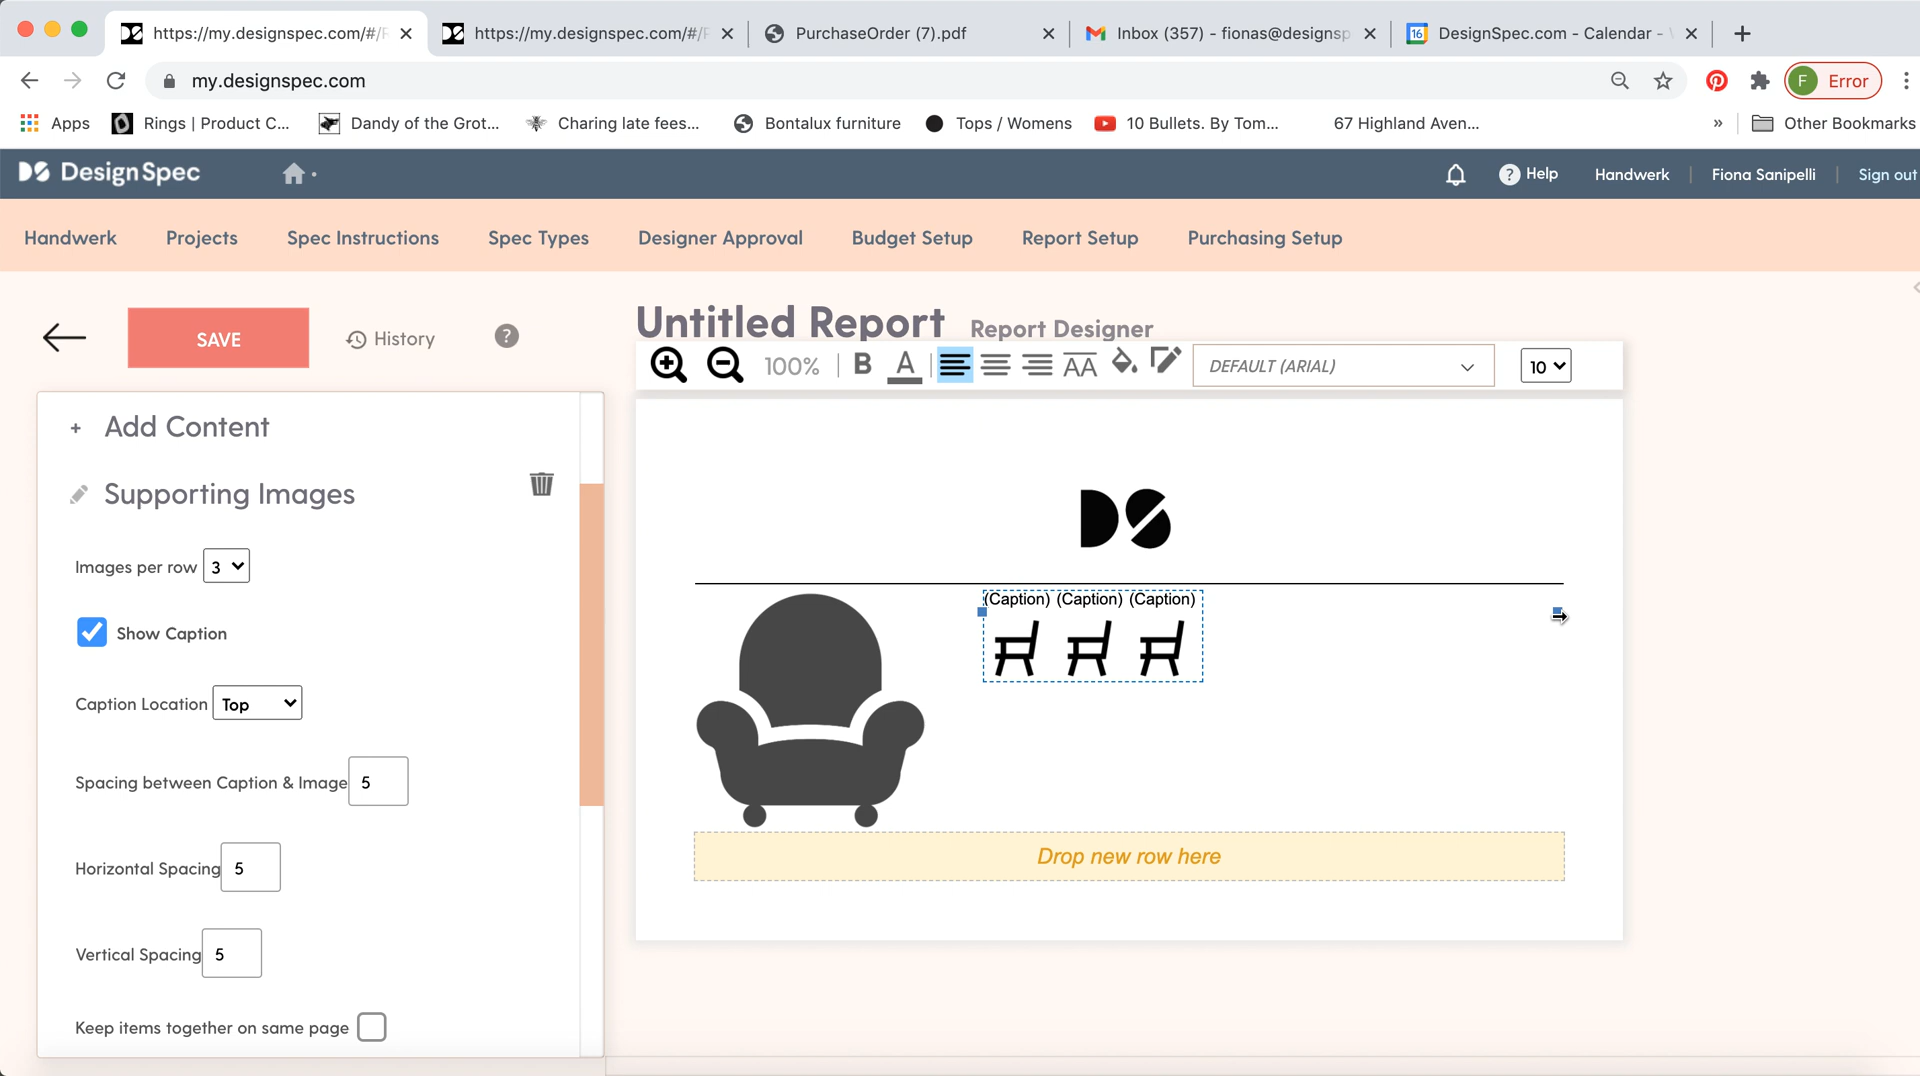 https://my.designspec.com/#/
https://my.designspec.com/#/
PurchaseOrder (7).pdf
Inbox (357) - fionas@designsp
16
DesignSpec.com - Calendar -
my.designspec.com
F
Error
Apps
Rings | Product C...
Dandy of the Grot...
Charing late fees...
Bontalux furniture
Tops / Womens
10 Bullets. By Tom...
67 Highland Aven...
»
Other Bookmarks
DS DesignSpec
? Help
Handwerk
Fiona Sanipelli
Sign out
Handwerk
Projects
Spec Instructions
Spec Types
Designer Approval
Budget Setup
Report Setup
Purchasing Setup
SAVE
History
?
Untitled Report
Report Designer
100%
B
A
AA
DEFAULT (ARIAL)
10
+ Add Content
Supporting Images
Images per row 3
Show Caption
Caption Location Top
Spacing between Caption & Image 5
Horizontal Spacing 5
Vertical Spacing 5
Keep items together on same page
DS
(Caption) (Caption) (Caption)
Drop new row here